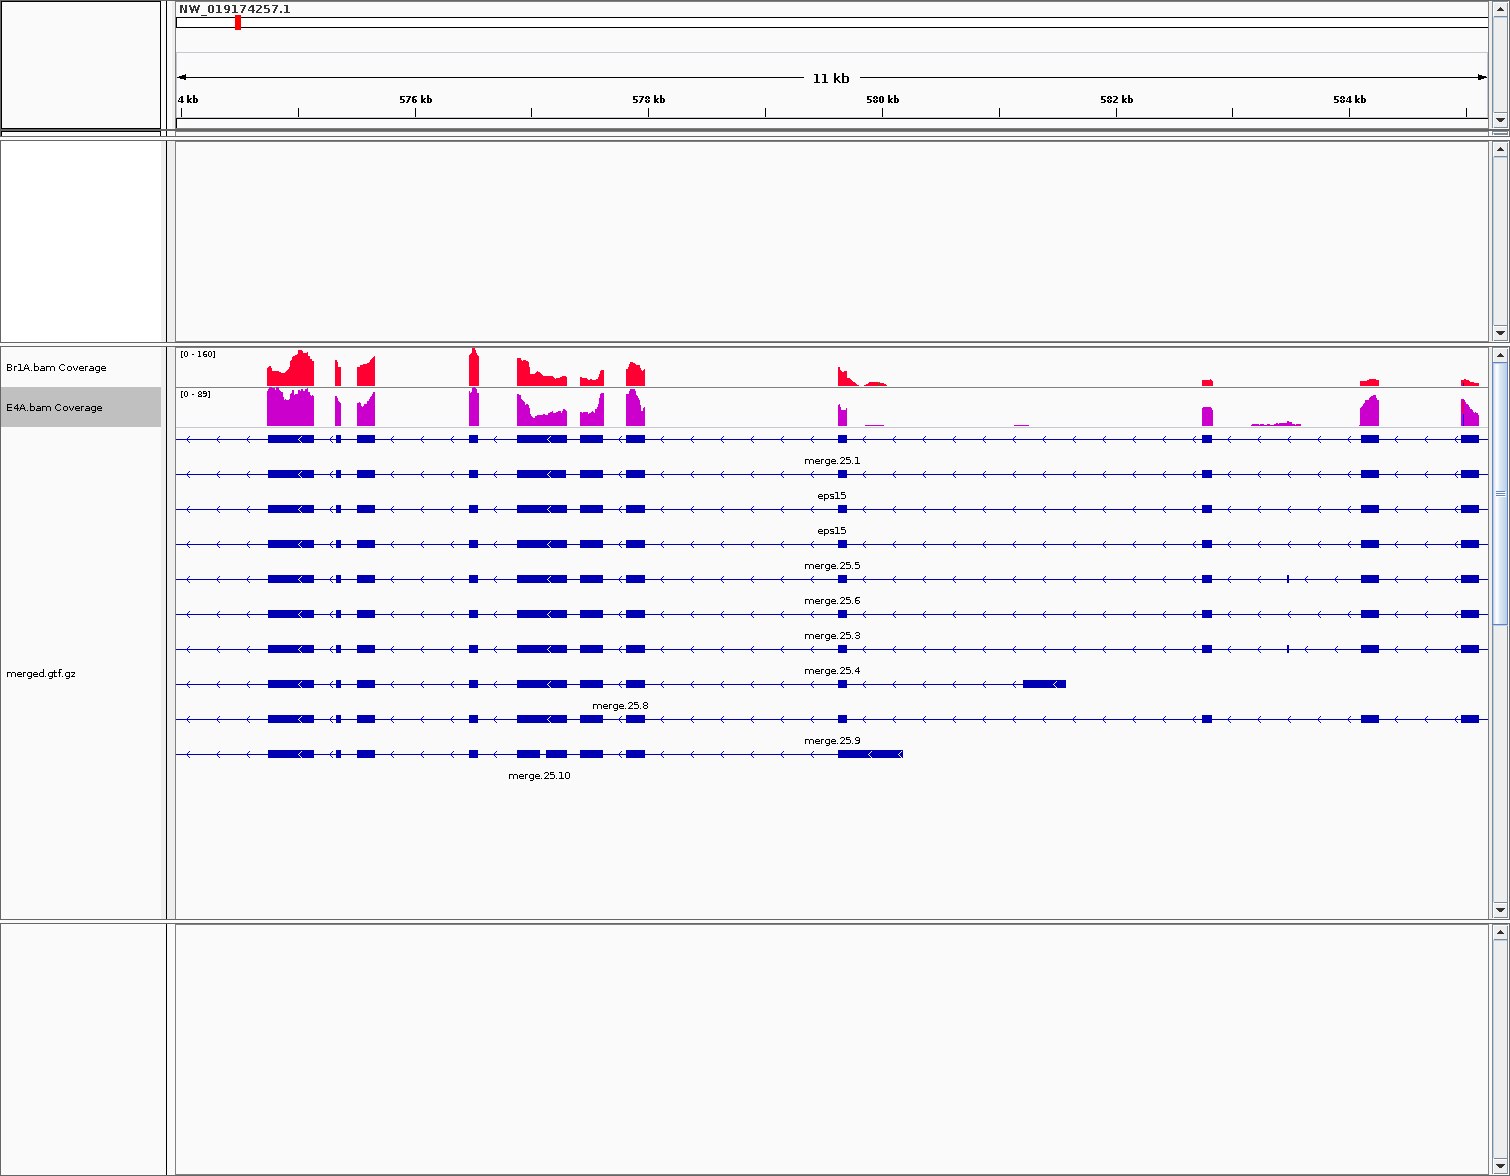 NW_019174257.1
11 kb
4 kb 576 kb 578 kb 580 kb 582 kb 584 kb
[0 - 160]
Br1A.bam Coverage
[0 - 89]
E4A.bam Coverage
merge.25.1
eps15
eps15
merge.25.5
merge.25.6
merge.25.3
merge.25.4
merged.gtf.gz
merge.25.8
merge.25.9
merge.25.10